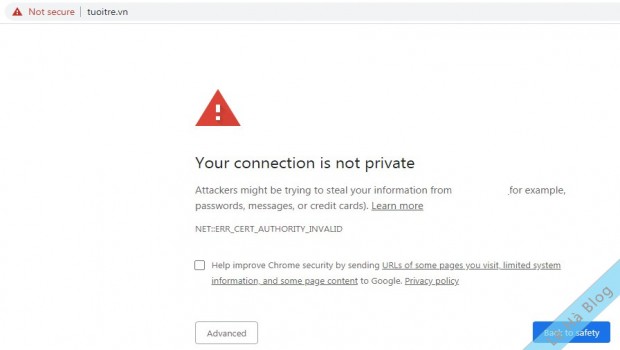 Not secure | tuoitre.vn
Your connection is not private
Attackers might be trying to steal your information from ,for example,
passwords, messages, or credit cards). Learn more
NET::ERR_CERT_AUTHORITY_INVALID
Help improve Chrome security by sending URLs of some pages you visit, limited system
information, and some page content to Google. Privacy policy
Advanced
Back to safety
Blog